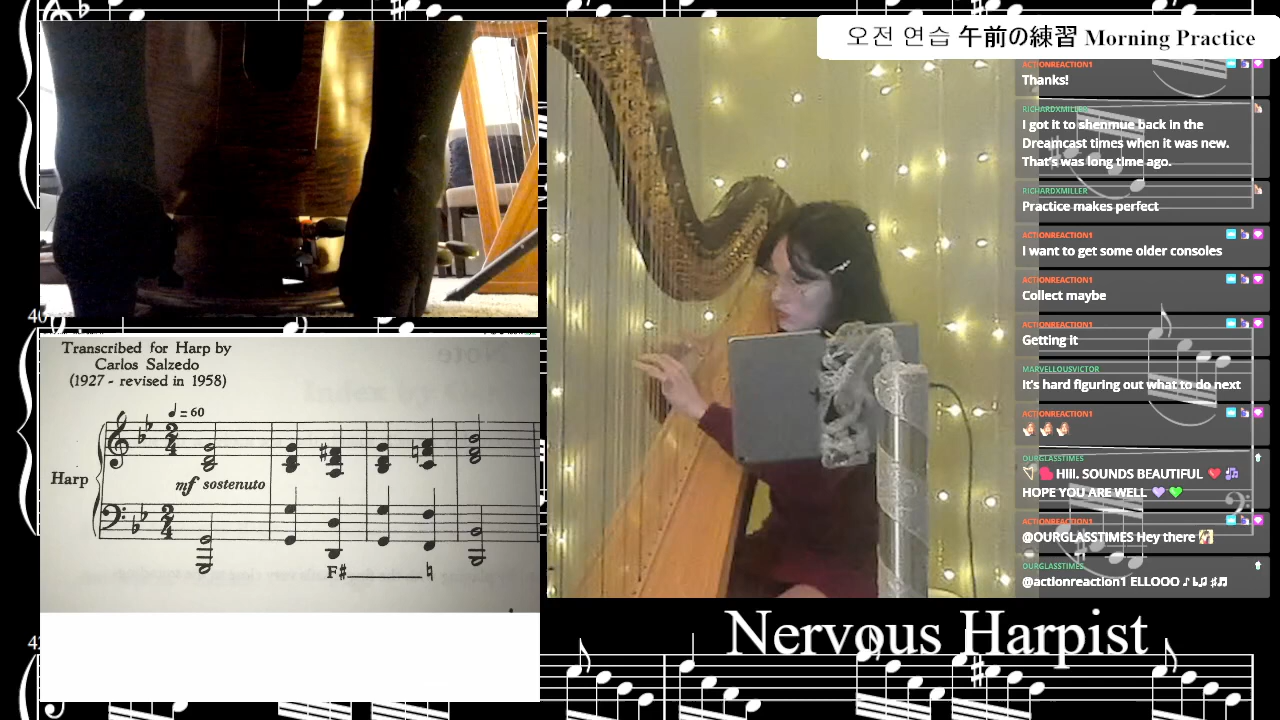 오전 연습 午前の練習 Morning Practice
Transcribed for Harp by
Carlos Salzedo
(1927 - revised in 1958)
= 60
Harp
mf sostenuto
F#
40
42
Nervous Harpist
ACTIONREACTION1
Thanks!
RICHARDXMILLER
I got it to shenmue back in the
Dreamcast times when it was new.
That's was long time ago.
RICHARDXMILLER
Practice makes perfect
ACTIONREACTION1
I want to get some older consoles
ACTIONREACTION1
Collect maybe
ACTIONREACTION1
Getting it
MARVELLOUSVICTOR
It's hard figuring out what to do next
ACTIONREACTION1
OURGLASSTIMES
HIII. SOUNDS BEAUTIFUL
HOPE YOU ARE WELL
ACTIONREACTION1
@OURGLASSTIMES Hey there
OURGLASSTIMES
@actionreaction1 ELLOOO